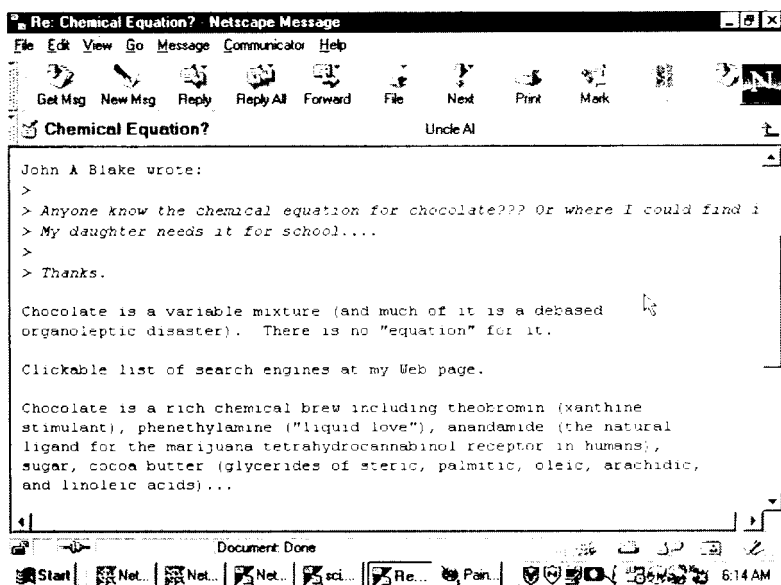 Re: Chemical Equation? - Netscape Message
File Edit View Go Message Communicator Help
Get Msg New Msg Reply Reply All Forward File Next Print Mark
N
Chemical Equation? Uncle Al
John A Blake wrote:
>
> Anyone know the chemical equation for chocolate??? Or where I could find i
> My daughter needs it for school....
>
> Thanks.
Chocolate is a variable mixture (and much of it is a debased
organoleptic disaster). There is no "equation" for it.
Clickable list of search engines at my Web page.
Chocolate is a rich chemical brew including theobromin (xanthine
stimulant), phenethylamine ("liquid love"), anandamide (the natural
ligand for the marijuana tetrahydrocannabinol receptor in humans),
sugar, cocoa butter (glycerides of steric, palmitic, oleic, arachidic,
and linoleic acids)...
Document: Done
Start Net... Net... Net... sci... Re... Pain... 6:14 AM